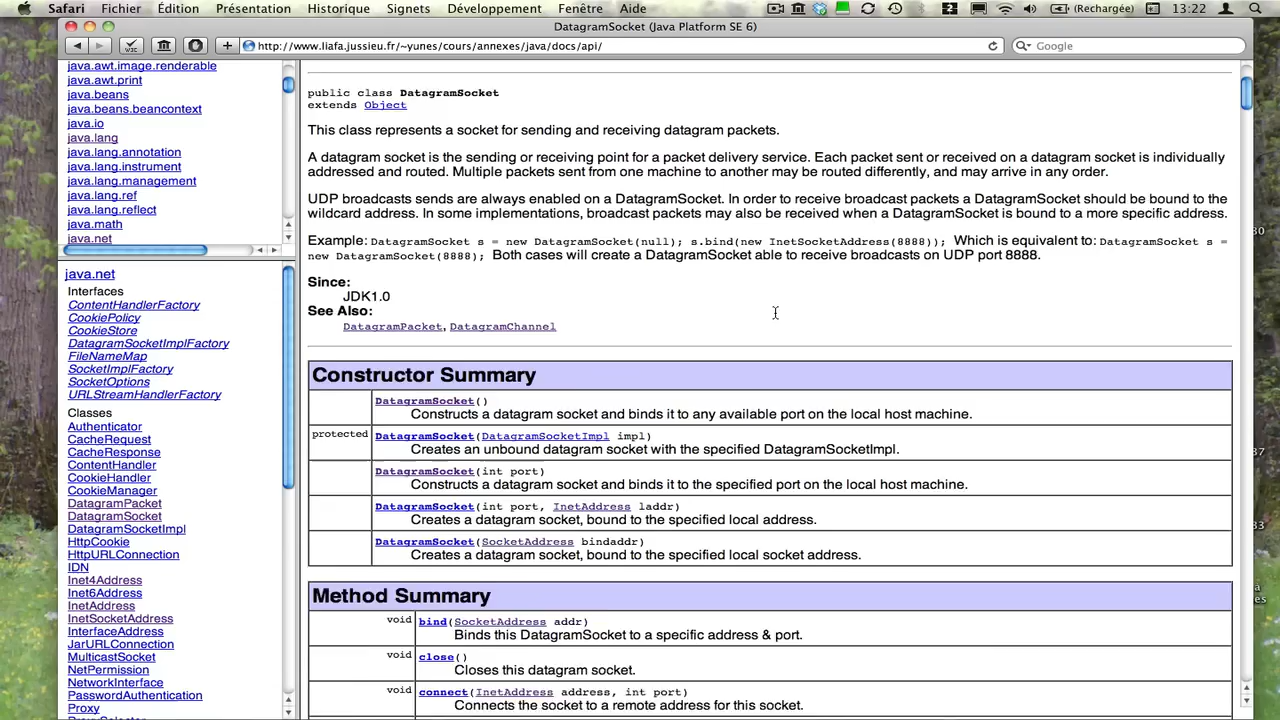 Safari Fichier Édition Présentation Historique Signets Développement Fenêtre Aide 2 (Rechargée) 13:22
DatagramSocket (Java Platform SE 6)
http://www.liafa.jussieu.fr/~yunes/cours/annexes/java/docs/api/ Google
java.awt.image.renderable
java.awt.print
java.beans
java.beans.beancontext
java.io
java.lang
java.lang.annotation
java.lang.instrument
java.lang.management
java.lang.ref
java.lang.reflect
java.math
java.net
java.net
Interfaces
ContentHandlerFactory
CookiePolicy
CookieStore
DatagramSocketImplFactory
FileNameMap
SocketImplFactory
SocketOptions
URLStreamHandlerFactory
Classes
Authenticator
CacheRequest
CacheResponse
ContentHandler
CookieHandler
CookieManager
DatagramPacket
DatagramSocket
DatagramSocketImpl
HttpCookie
HttpURLConnection
IDN
Inet4Address
Inet6Address
InetAddress
InetSocketAddress
InterfaceAddress
JarURLConnection
MulticastSocket
NetPermission
NetworkInterface
PasswordAuthentication
Proxy
ProxySelector
public class DatagramSocket
extends Object
This class represents a socket for sending and receiving datagram packets.
A datagram socket is the sending or receiving point for a packet delivery service. Each packet sent or received on a datagram socket is individually
addressed and routed. Multiple packets sent from one machine to another may be routed differently, and may arrive in any order.
UDP broadcasts sends are always enabled on a DatagramSocket. In order to receive broadcast packets a DatagramSocket should be bound to the
wildcard address. In some implementations, broadcast packets may also be received when a DatagramSocket is bound to a more specific address.
Example: DatagramSocket s = new DatagramSocket(null); s.bind(new InetSocketAddress(8888)); Which is equivalent to: DatagramSocket s =
new DatagramSocket(8888); Both cases will create a DatagramSocket able to receive broadcasts on UDP port 8888.
Since:
JDK1.0
See Also:
DatagramPacket, DatagramChannel
Constructor Summary
DatagramSocket()
Constructs a datagram socket and binds it to any available port on the local host machine.
protected DatagramSocket(DatagramSocketImpl impl)
Creates an unbound datagram socket with the specified DatagramSocketImpl.
DatagramSocket(int port)
Constructs a datagram socket and binds it to the specified port on the local host machine.
DatagramSocket(int port, InetAddress laddr)
Creates a datagram socket, bound to the specified local address.
DatagramSocket(SocketAddress bindaddr)
Creates a datagram socket, bound to the specified local socket address.
Method Summary
void bind(SocketAddress addr)
Binds this DatagramSocket to a specific address & port.
void close()
Closes this datagram socket.
void connect(InetAddress address, int port)
Connects the socket to a remote address for this socket.